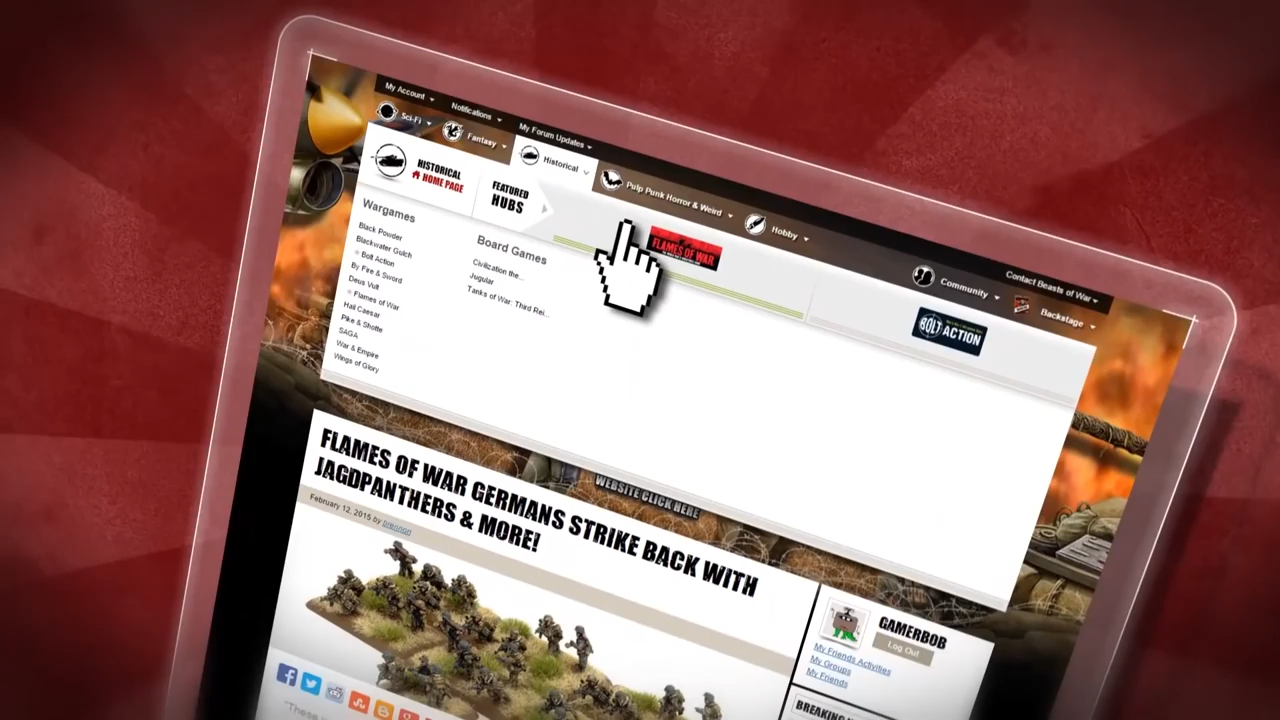 My Account
Notifications
My Forum Updates
Contact Beasts of War
Sci-Fi
Fantasy
Historical
Pulp Punk Horror & Weird
Hobby
Community
Backstage
HISTORICAL
HOME PAGE
FEATURED
HUBS
FLAMES OF WAR
BOLT ACTION
Wargames
Black Powder
Blackwater Gulch
Bolt Action
By Fire & Sword
Deus Vult
Flames of War
Hail Caesar
Pike & Shotte
SAGA
War & Empire
Wings of Glory
Board Games
Civilization the...
Jugular
Tanks of War: Third Rei...
WEBSITE CLICK HERE
FLAMES OF WAR GERMANS STRIKE BACK WITH
JAGDPANTHERS & MORE!
February 12, 2015 by brennon
GAMERBOB
Log Out
My Friends Activities
My Groups
My Friends
BREAKING
"These